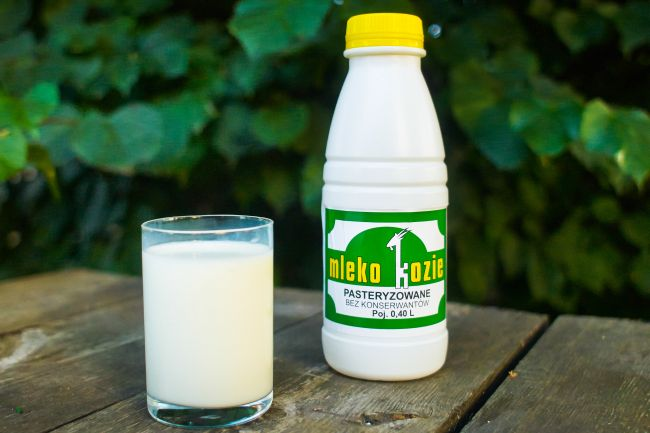 mleko kozie
PASTERYZOWANE
BEZ KONSERWANTÓW
Poj. 0,40 L